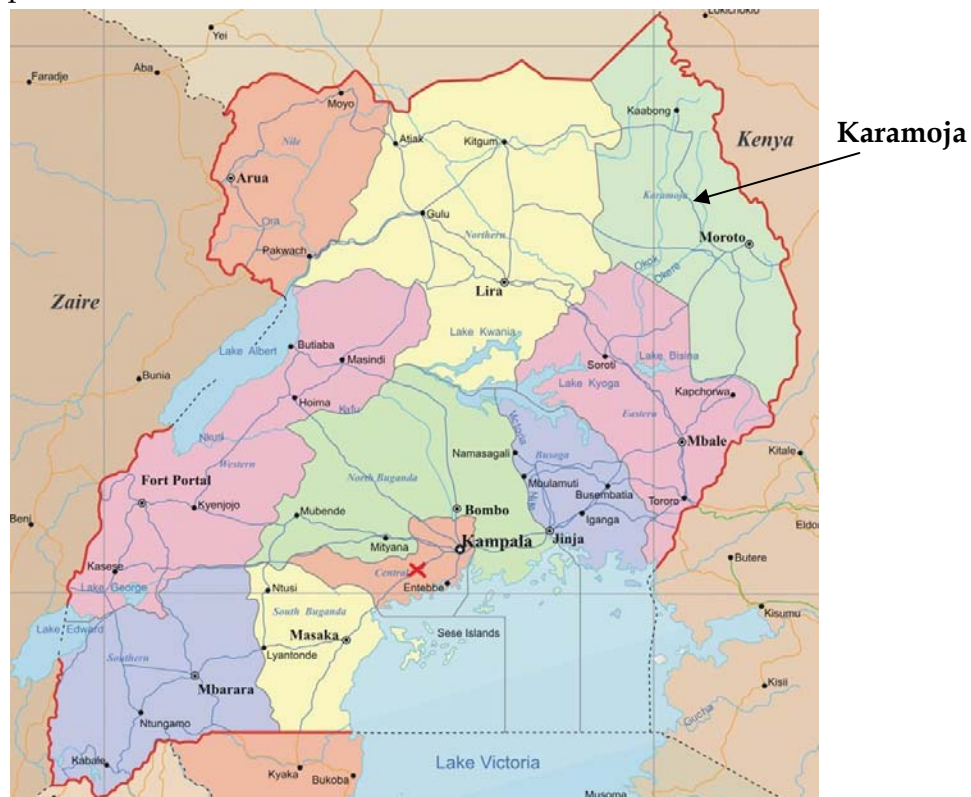 Yei
Lokichokio
Faradje
Aba
Moyo
Kaabong
Kenya
Karamoja
Atiak
Kitgum
Nile
Arua
Karamoja
Ora
Gulu
Northern
Moroto
Pakwach
Okok
Okere
Lira
Zaire
Lake Kwania
Lake Albert
Butiaba
Masindi
Soroti
Lake Bisina
Bunia
Lake Kyoga
Kapchorwa
Hoima
Kafu
Eastern
Nkusi
Victoria
Mbale
Western
Namasagali
Busoga
Kitale
North Buganda
Mbulamuti
Fort Portal
Nile
Busembatia
Tororo
Kyenjojo
Mubende
Bombo
Iganga
Beni
Mityana
Kampala
Jinja
Eldo
Butere
Kasese
Central
Entebbe
Lake George
Ntusi
South Buganda
Kisumu
Lake Edward
Masaka
Sese Islands
Southern
Lyantonde
Mbarara
Kisii
Ntungamo
Gucha
Kabale
Lake Victoria
Kyaka
Bukoba
Musoma